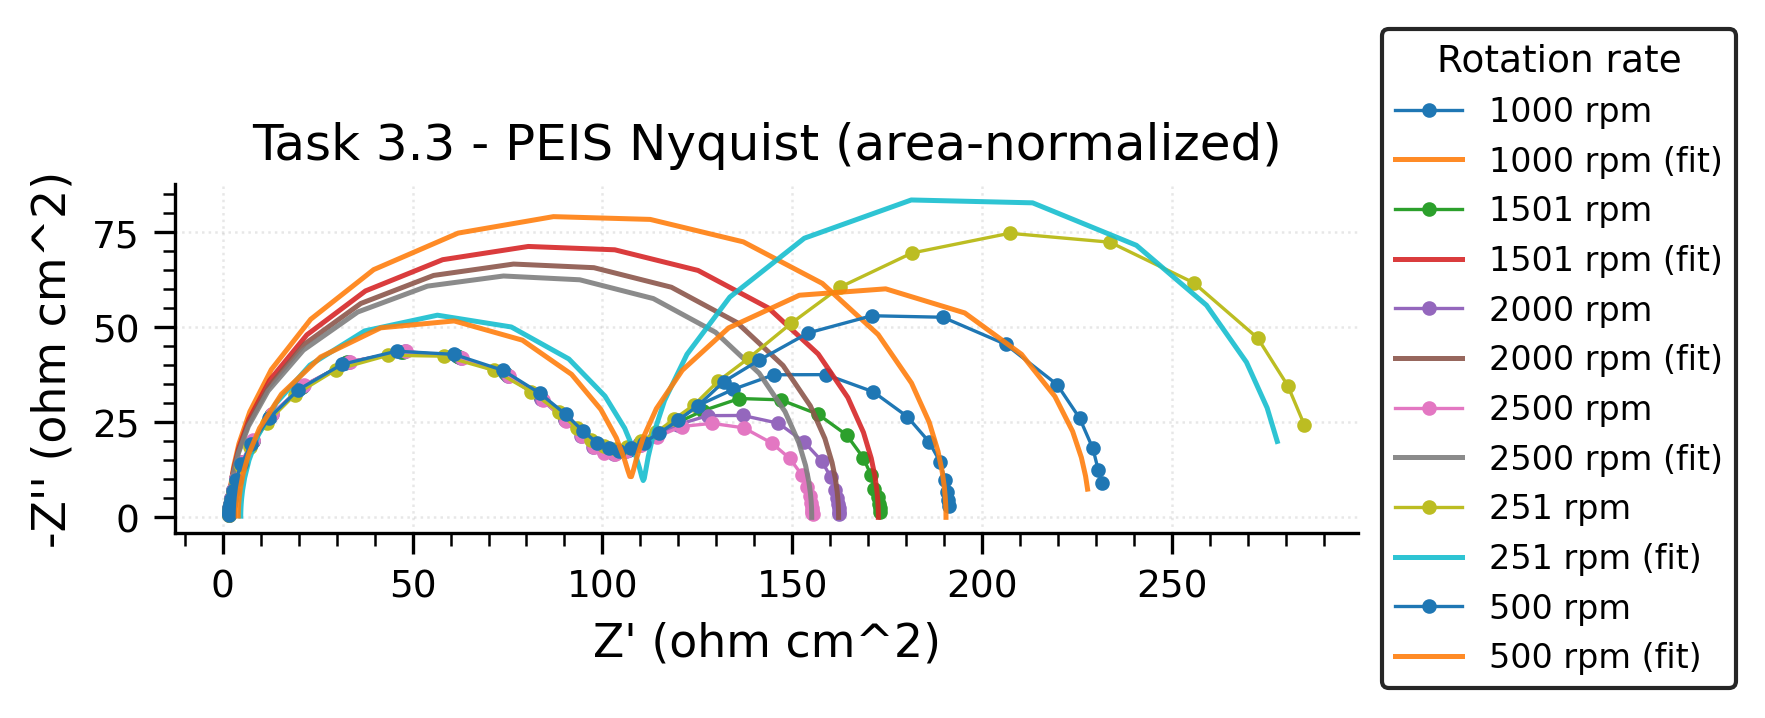 Task 3.3 - PEIS Nyquist (area-normalized)
-Z'' (ohm cm^2)
75
50
25
0
0
50
100
150
200
250
Z' (ohm cm^2)
Rotation rate
1000 rpm
1000 rpm (fit)
1501 rpm
1501 rpm (fit)
2000 rpm
2000 rpm (fit)
2500 rpm
2500 rpm (fit)
251 rpm
251 rpm (fit)
500 rpm
500 rpm (fit)